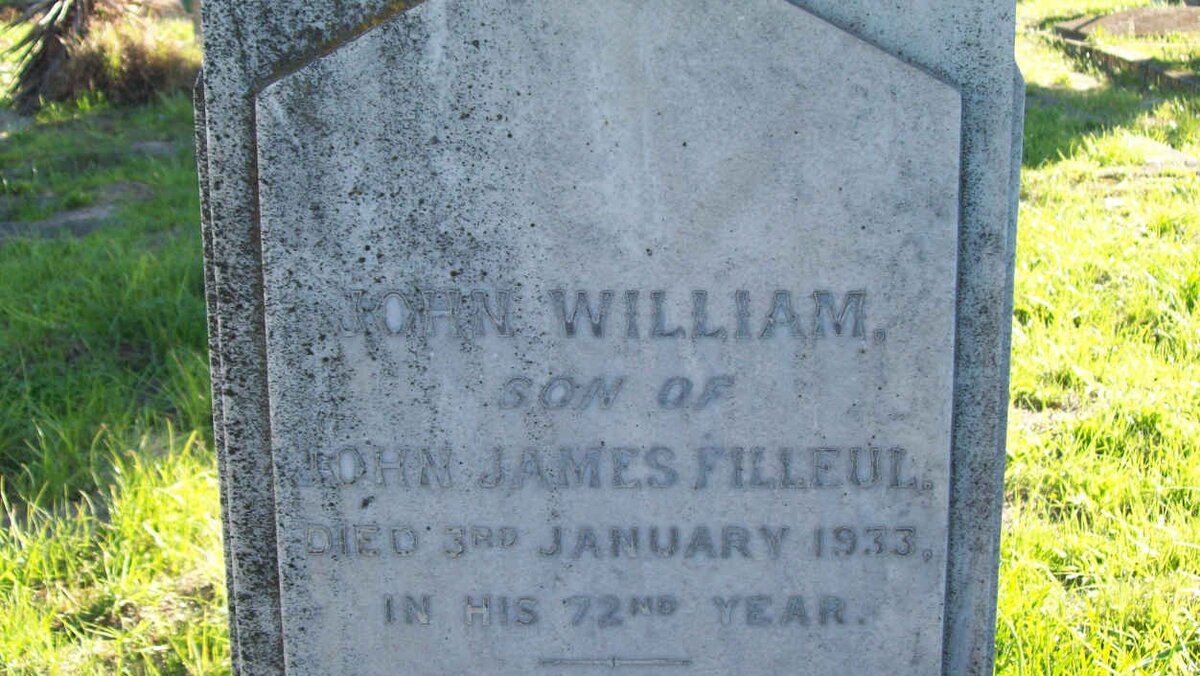 JOHN WILLIAM.
SON OF
JOHN JAMES FILLEUL.
DIED 3RD JANUARY 1933,
IN HIS 72ND YEAR.